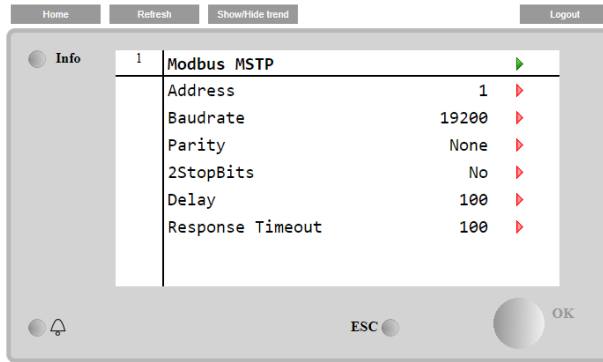 Home Refresh Show/Hide trend Logout
Info
1 Modbus MSTP
Address 1
Baudrate 19200
Parity None
2StopBits No
Delay 100
Response Timeout 100
ESC OK